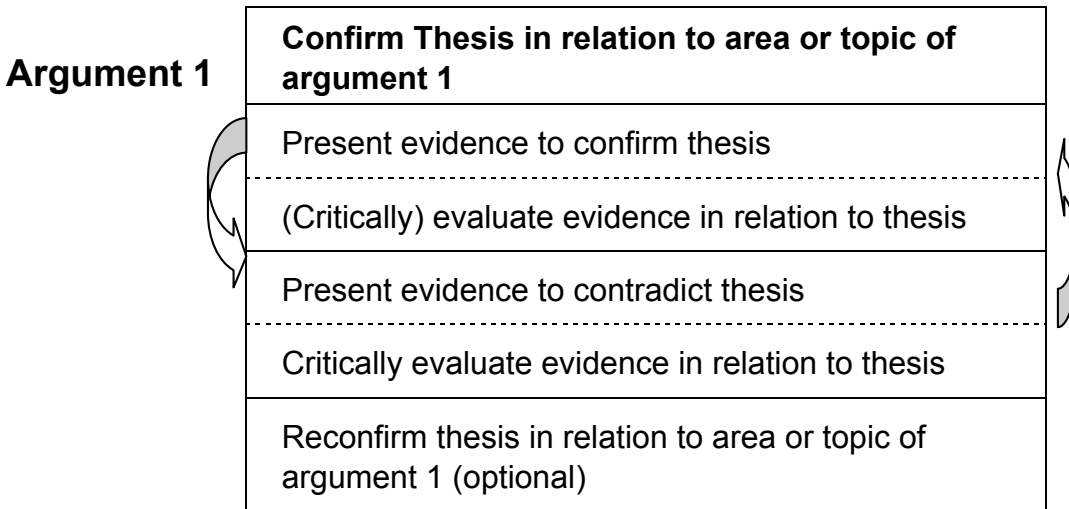 Argument 1
Confirm Thesis in relation to area or topic of
argument 1
Present evidence to confirm thesis
(Critically) evaluate evidence in relation to thesis
Present evidence to contradict thesis
Critically evaluate evidence in relation to thesis
Reconfirm thesis in relation to area or topic of
argument 1 (optional)